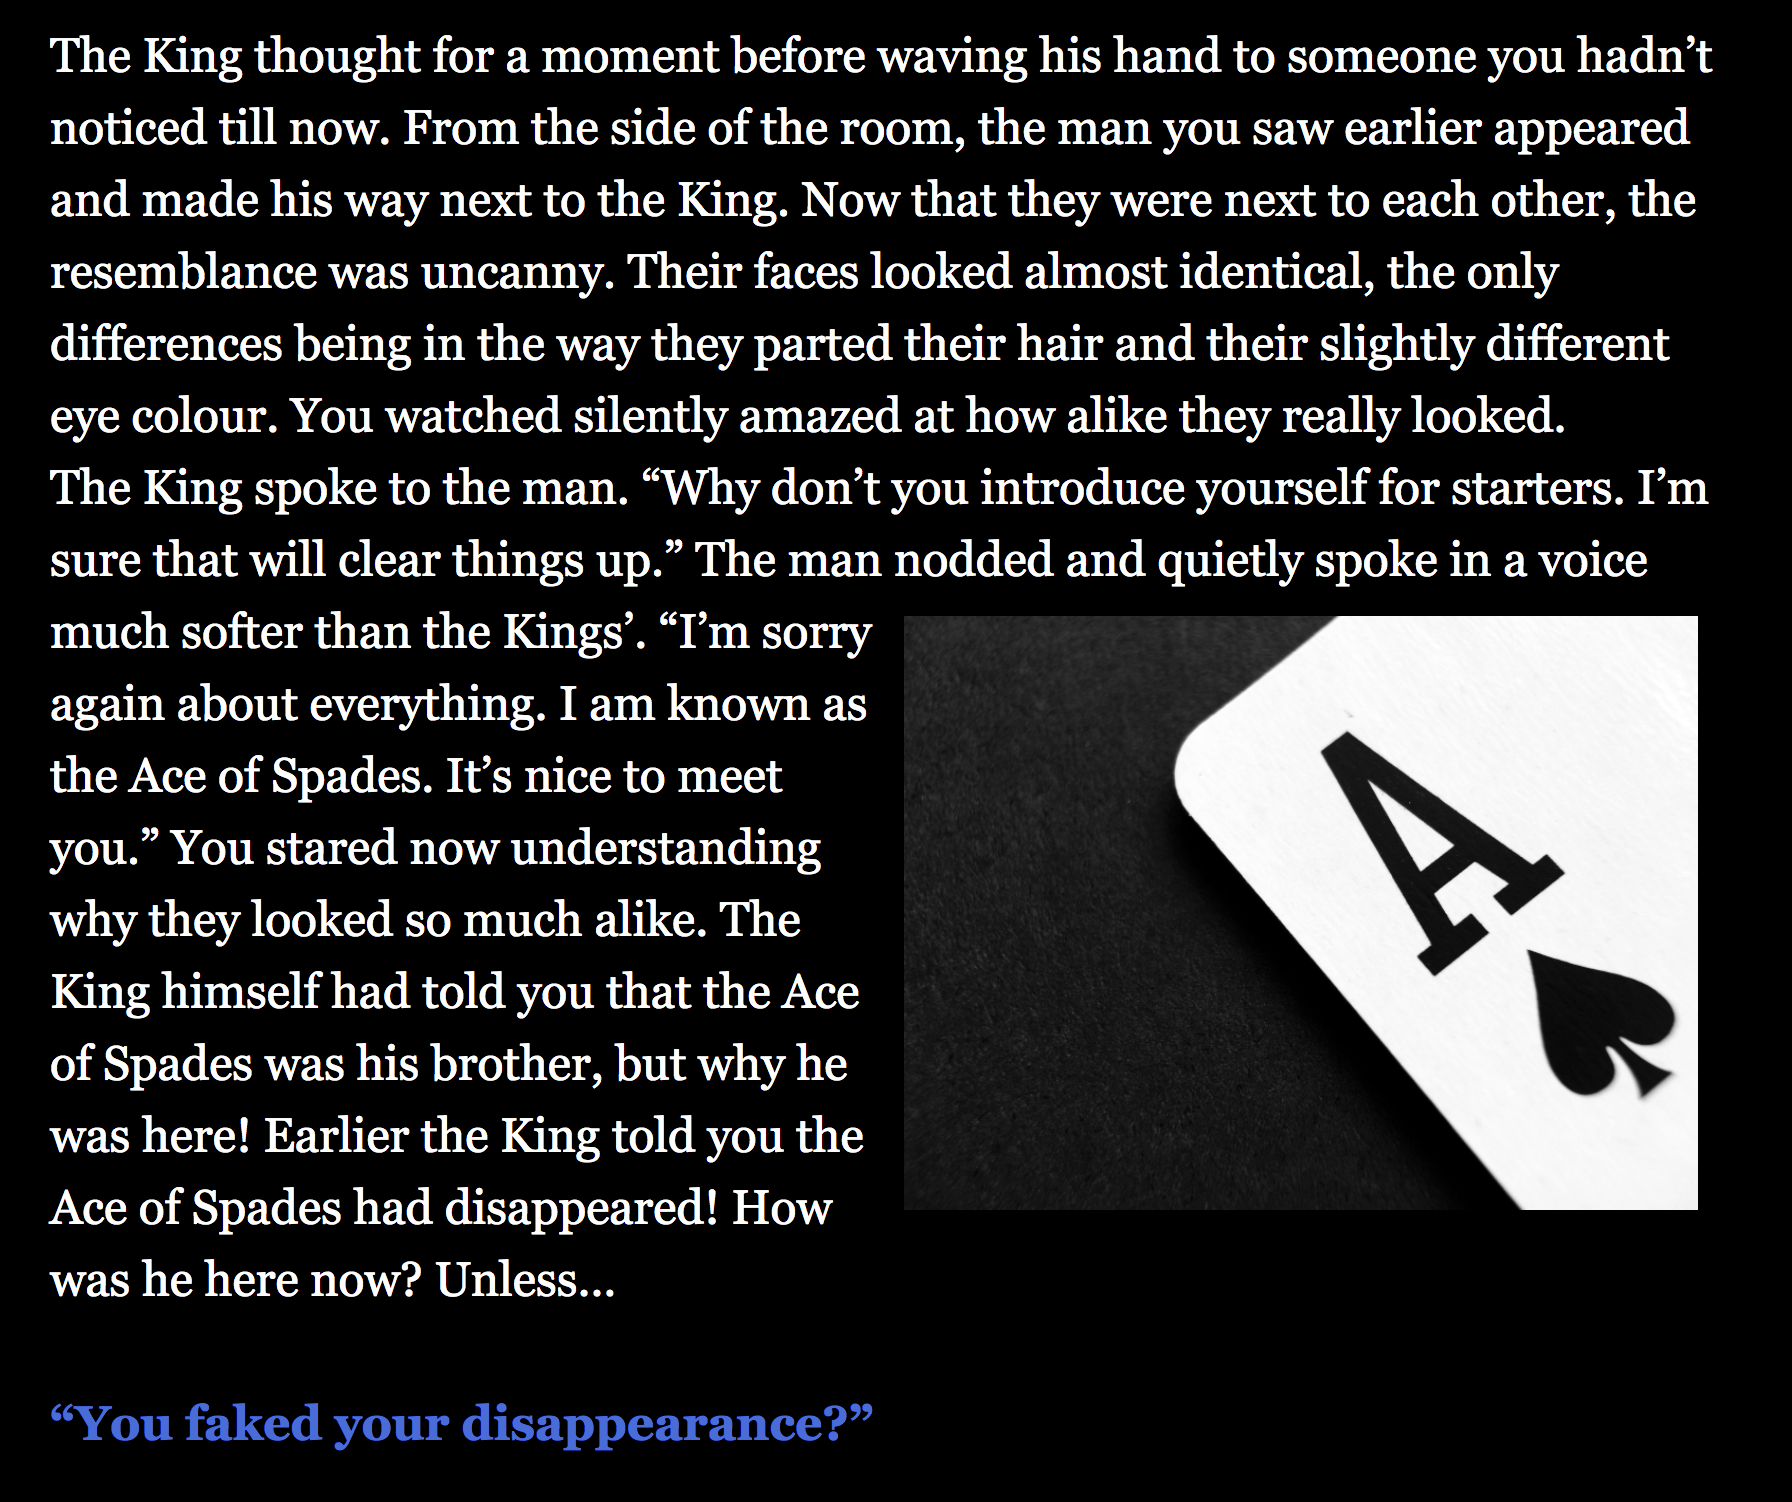 The King thought for a moment before waving his hand to someone you hadn’t
noticed till now. From the side of the room, the man you saw earlier appeared
and made his way next to the King. Now that they were next to each other, the
resemblance was uncanny. Their faces looked almost identical, the only
differences being in the way they parted their hair and their slightly different
eye colour. You watched silently amazed at how alike they really looked.
The King spoke to the man. “Why don’t you introduce yourself for starters. I’m
sure that will clear things up.” The man nodded and quietly spoke in a voice
much softer than the Kings’. “I’m sorry
again about everything. I am known as
the Ace of Spades. It’s nice to meet
you.” You stared now understanding
why they looked so much alike. The
King himself had told you that the Ace
of Spades was his brother, but why he
was here! Earlier the King told you the
Ace of Spades had disappeared! How
was he here now? Unless...
A
“You faked your disappearance?”